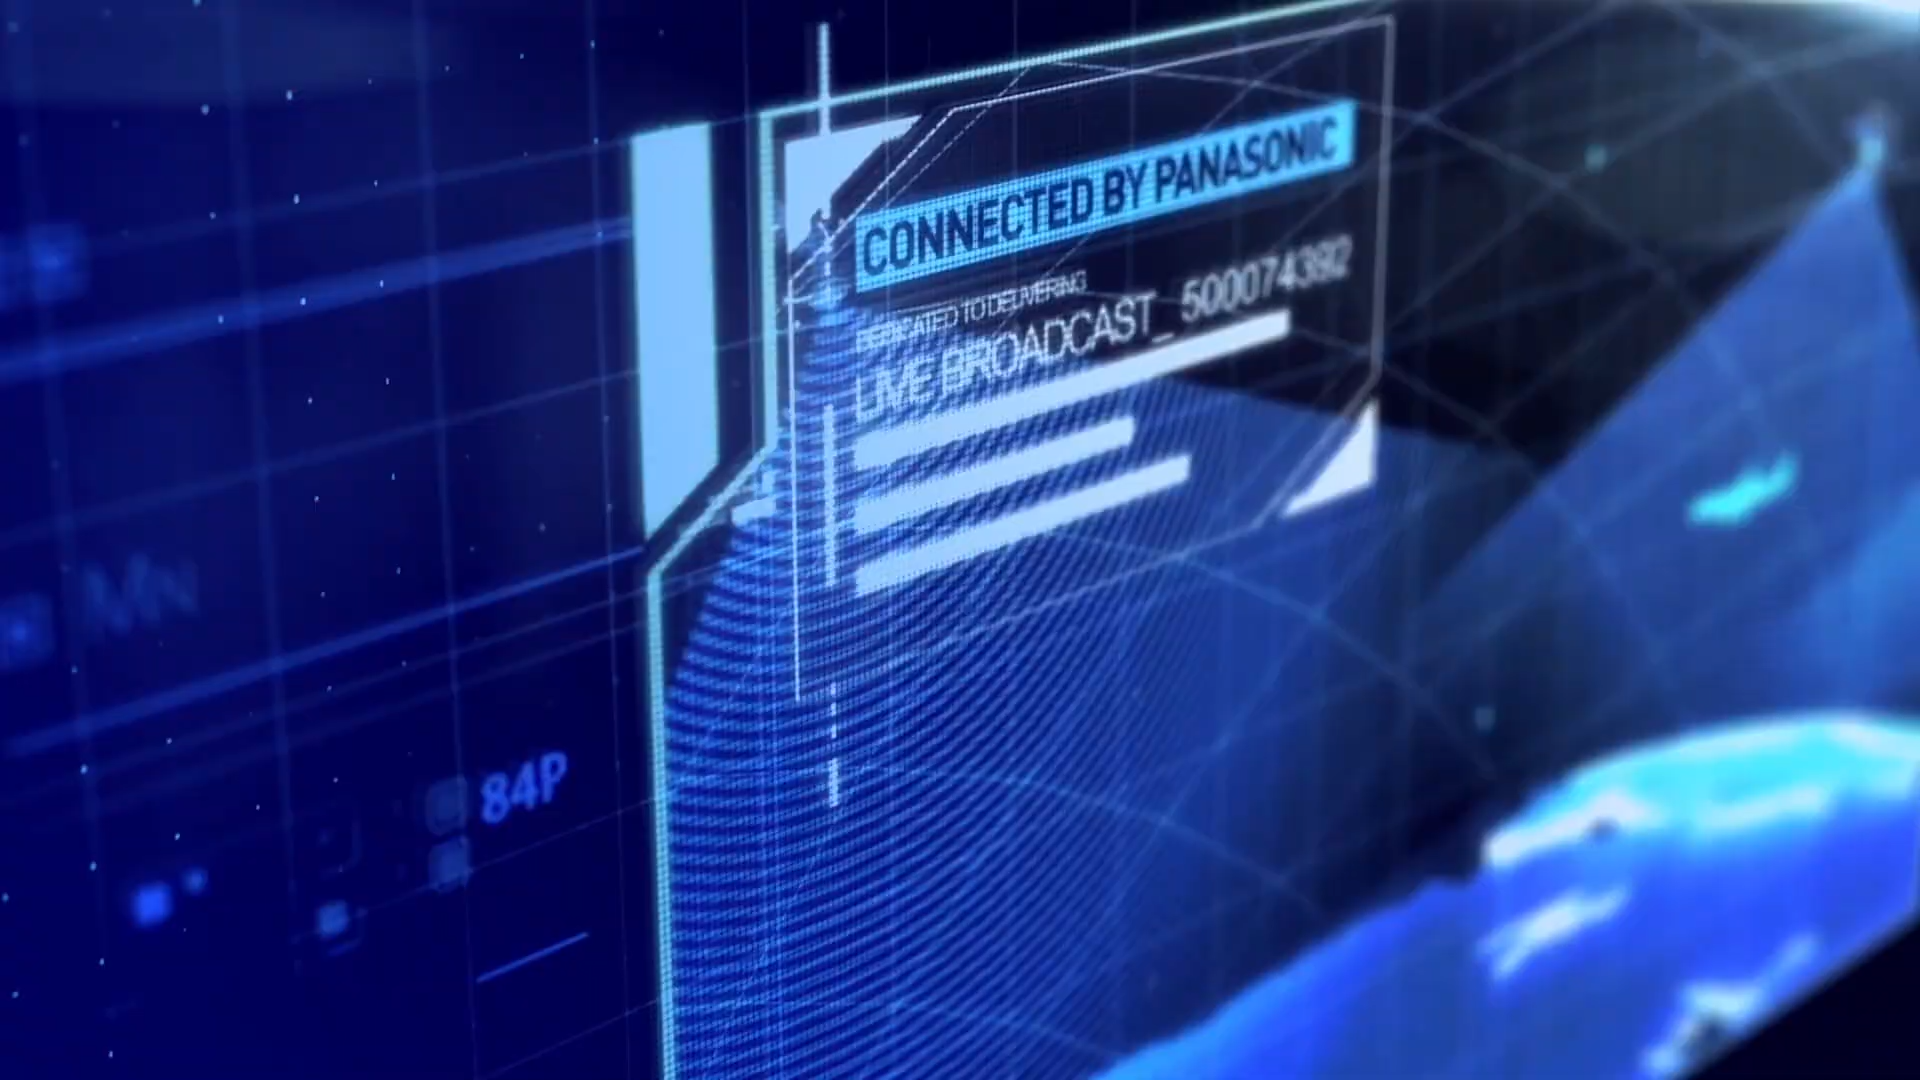 CONNECTED BY PANASONIC
DEDICATED TO DELIVERING
LIVE BROADCAST_ 500074392
84P